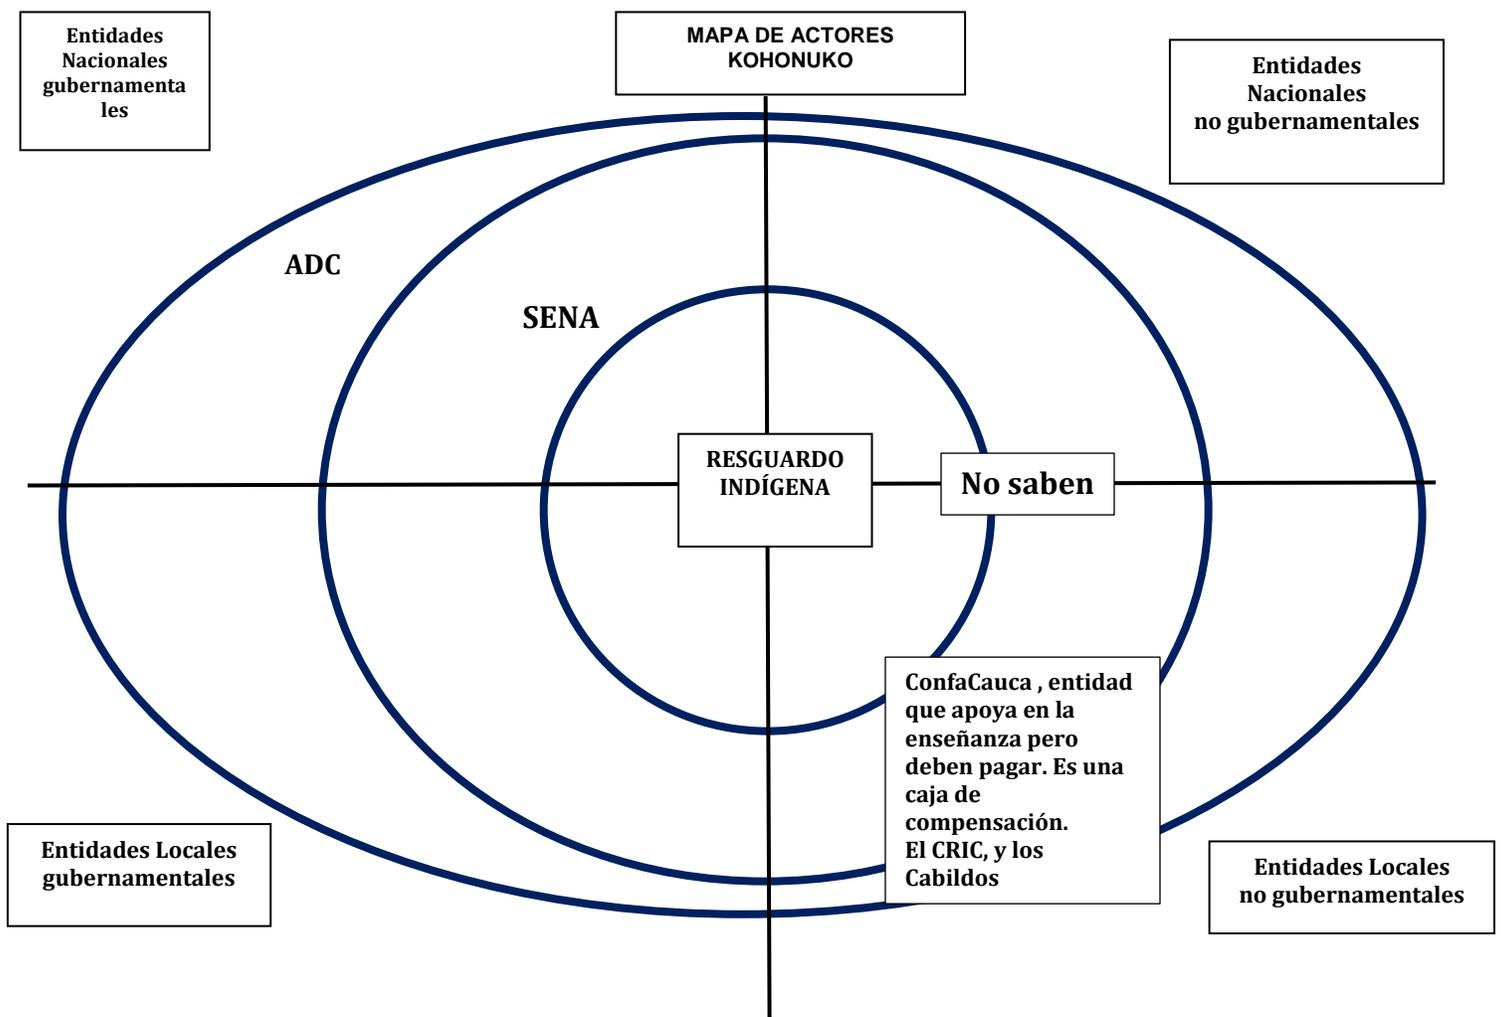 Entidades
Nacionales
gubernamenta
les
MAPA DE ACTORES
KOHONUKO
Entidades
Nacionales
no gubernamentales
ADC
SENA
RESGUARDO
INDÍGENA
No saben
ConfaCauca , entidad
que apoya en la
enseñanza pero
deben pagar. Es una
caja de
compensación.
El CRIC, y los
Cabildos
Entidades Locales
gubernamentales
Entidades Locales
no gubernamentales